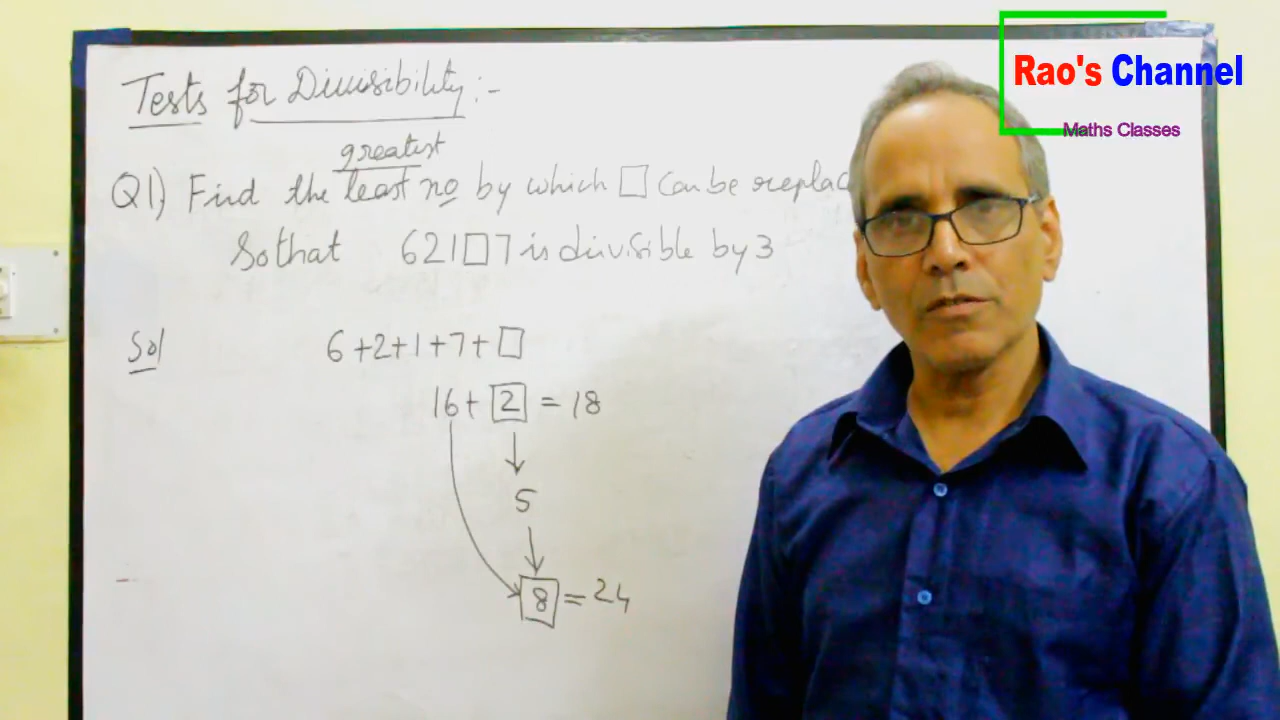 Rao's Channel
Maths Classes
Tests for Divisibility :-
greatest
Q1) Find the least no by which □ can be replac
So that 621□7 is divisible by 3
Sol 6+2+1+7+□
16+ 2 = 18
5
8 = 24